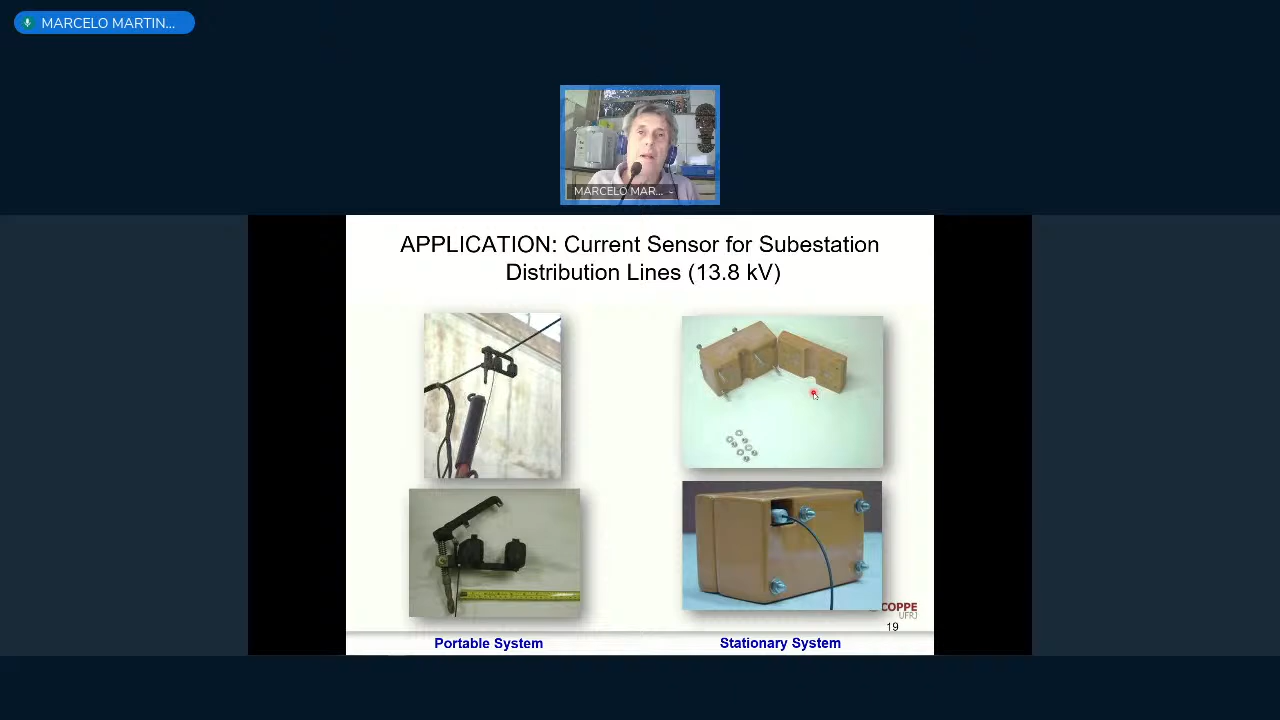 MARCELO MARTIN...
MARCELO MAR...
APPLICATION: Current Sensor for Subestation
Distribution Lines (13.8 kV)
COPPE
UFRJ
19
Portable System
Stationary System